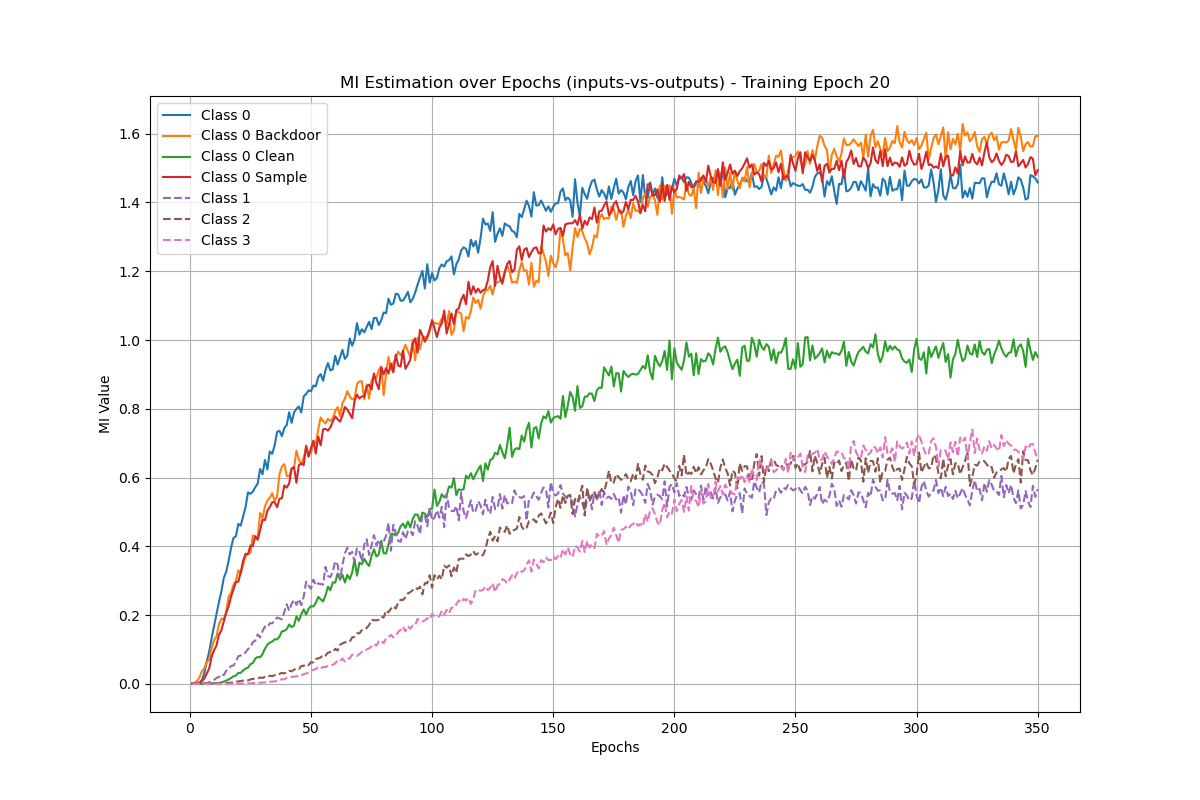 MI Estimation over Epochs (inputs-vs-outputs) - Training Epoch 20
Class 0
Class 0 Backdoor
Class 0 Clean
Class 0 Sample
Class 1
Class 2
Class 3
MI Value
1.6
1.4
1.2
1.0
0.8
0.6
0.4
0.2
0.0
0 50 100 150 200 250 300 350
Epochs